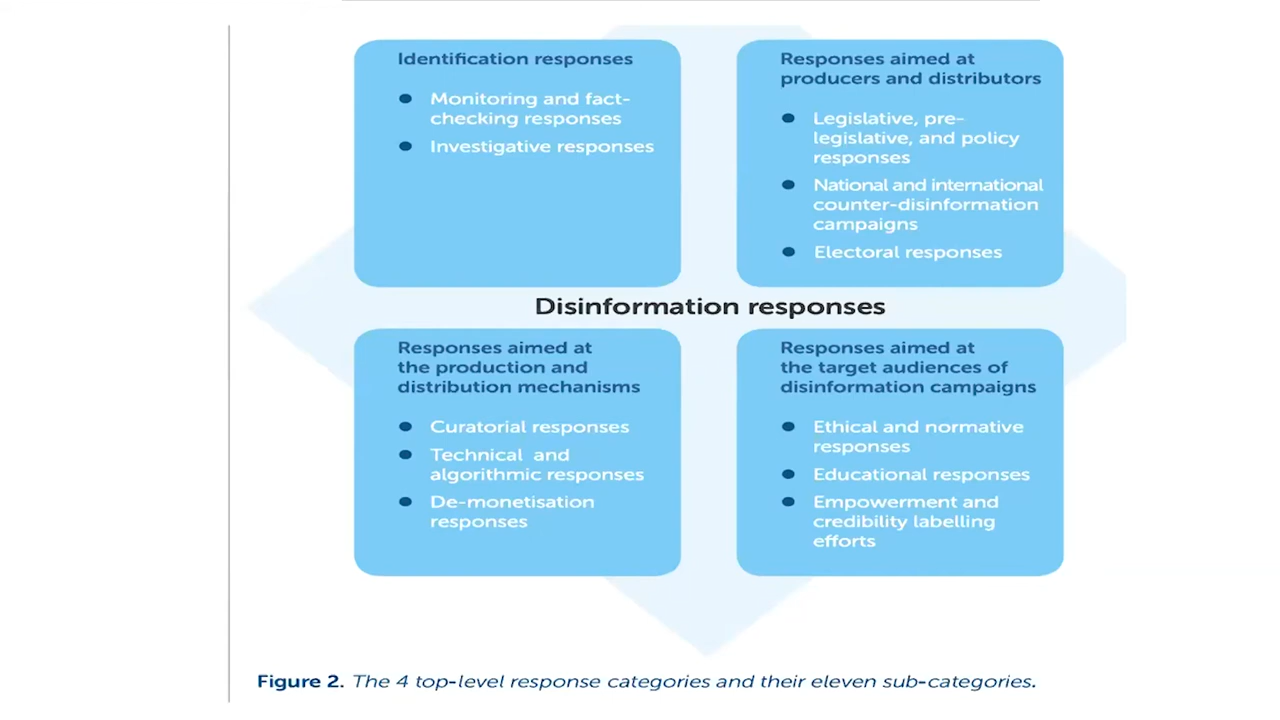 Identification responses
Monitoring and fact-
checking responses
Investigative responses
Responses aimed at
producers and distributors
Legislative, pre-
legislative, and policy
responses
National and international
counter-disinformation
campaigns
Electoral responses
Disinformation responses
Responses aimed at
the production and
distribution mechanisms
Curatorial responses
Technical and
algorithmic responses
De-monetisation
responses
Responses aimed at
the target audiences of
disinformation campaigns
Ethical and normative
responses
Educational responses
Empowerment and
credibility labelling
efforts
Figure 2. The 4 top-level response categories and their eleven sub-categories.